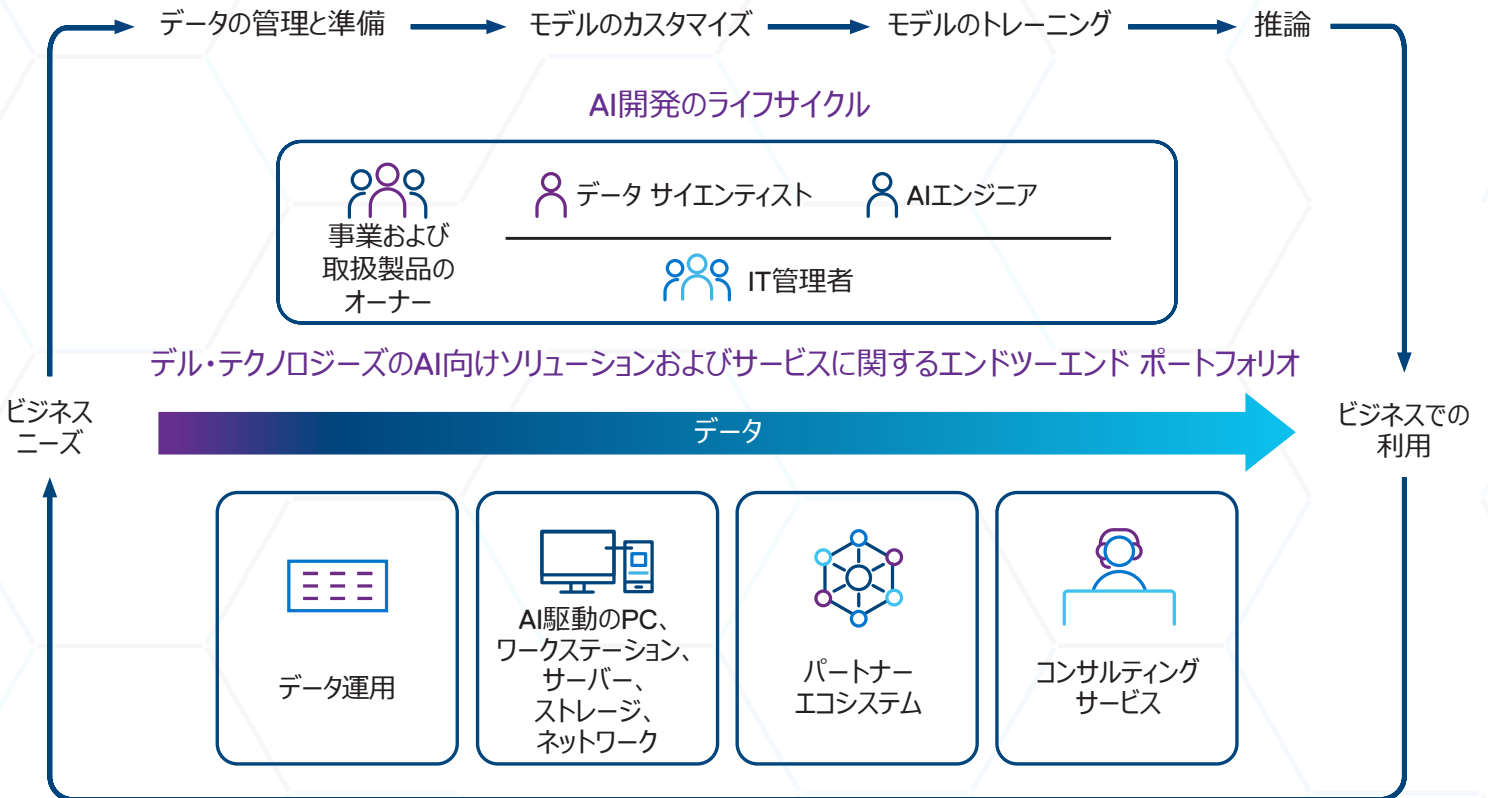 データの管理と準備
モデルのカスタマイズ
モデルのトレーニング
推論
AI開発のライフサイクル
事業および
取扱製品の
オーナー
データ サイエンティスト
AIエンジニア
IT管理者
デル・テクノロジーズのAI向けソリューションおよびサービスに関するエンドツーエンド ポートフォリオ
ビジネス
ニーズ
データ
ビジネスでの
利用
データ運用
AI駆動のPC、
ワークステーション、
サーバー、
ストレージ、
ネットワーク
パートナー
エコシステム
コンサルティング
サービス